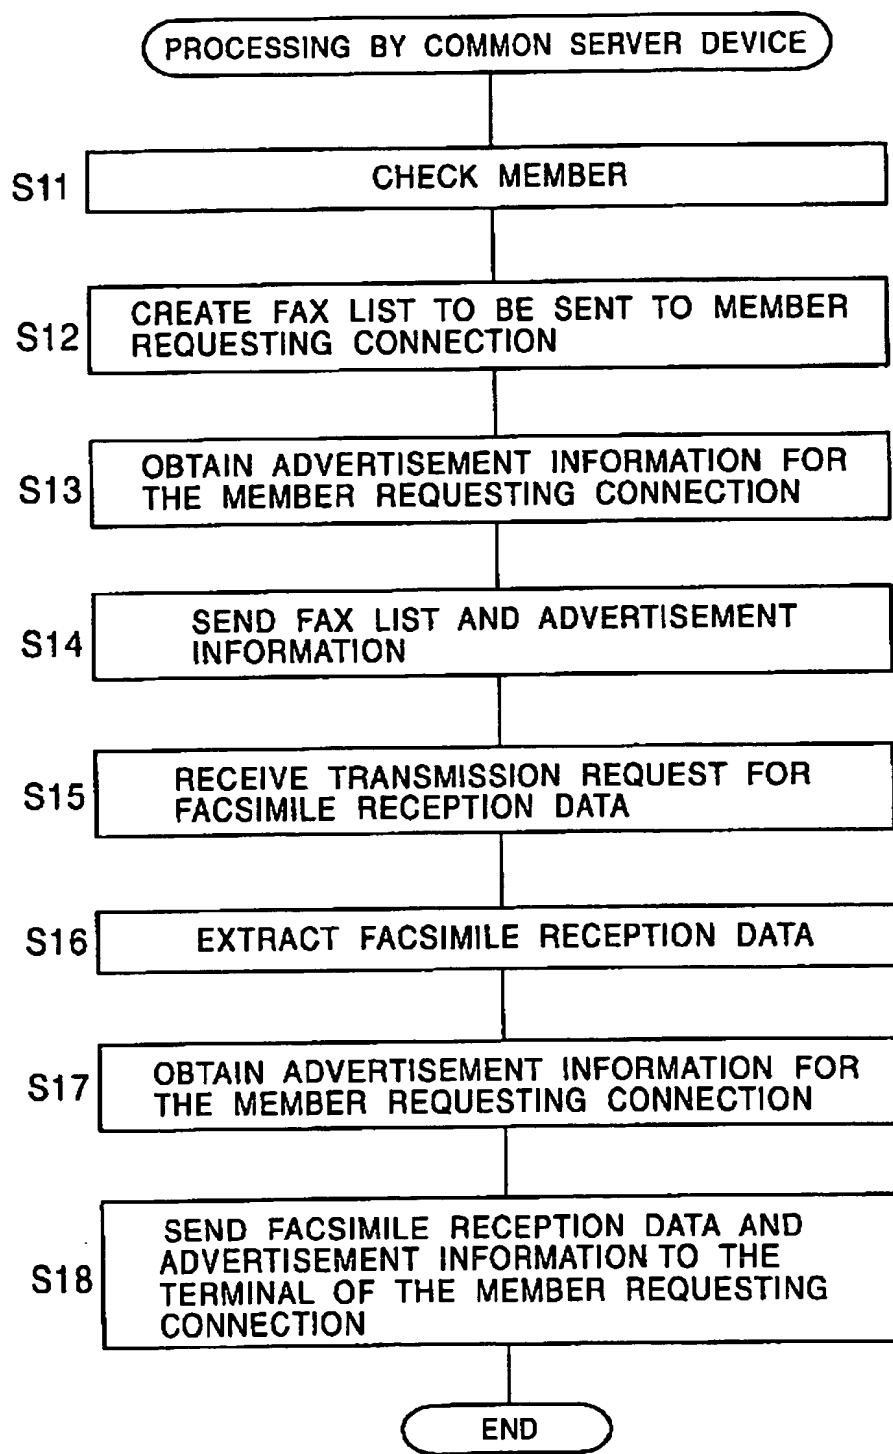 PROCESSING BY COMMON SERVER DEVICE
S11
CHECK MEMBER
S12
CREATE FAX LIST TO BE SENT TO MEMBER
REQUESTING CONNECTION
S13
OBTAIN ADVERTISEMENT INFORMATION FOR
THE MEMBER REQUESTING CONNECTION
S14
SEND FAX LIST AND ADVERTISEMENT
INFORMATION
S15
RECEIVE TRANSMISSION REQUEST FOR
FACSIMILE RECEPTION DATA
S16
EXTRACT FACSIMILE RECEPTION DATA
S17
OBTAIN ADVERTISEMENT INFORMATION FOR
THE MEMBER REQUESTING CONNECTION
S18
SEND FACSIMILE RECEPTION DATA AND
ADVERTISEMENT INFORMATION TO THE
TERMINAL OF THE MEMBER REQUESTING
CONNECTION
END